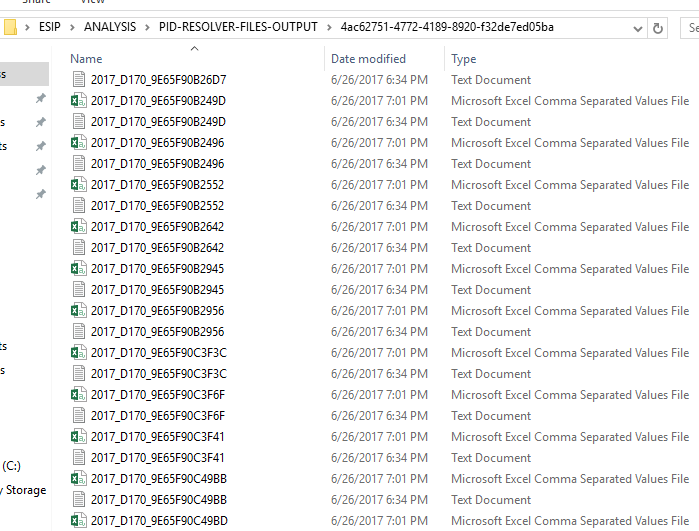 Share View
ESIP > ANALYSIS > PID-RESOLVER-FILES-OUTPUT > 4ac62751-4772-4189-8920-f32de7ed05ba Se
Name Date modified Type
2017_D170_9E65F90B26D7 6/26/2017 6:34 PM Text Document
2017_D170_9E65F90B249D 6/26/2017 7:01 PM Microsoft Excel Comma Separated Values File
2017_D170_9E65F90B249D 6/26/2017 6:34 PM Text Document
2017_D170_9E65F90B2496 6/26/2017 7:01 PM Microsoft Excel Comma Separated Values File
2017_D170_9E65F90B2496 6/26/2017 6:34 PM Text Document
2017_D170_9E65F90B2552 6/26/2017 7:01 PM Microsoft Excel Comma Separated Values File
2017_D170_9E65F90B2552 6/26/2017 6:34 PM Text Document
2017_D170_9E65F90B2642 6/26/2017 7:01 PM Microsoft Excel Comma Separated Values File
2017_D170_9E65F90B2642 6/26/2017 6:34 PM Text Document
2017_D170_9E65F90B2945 6/26/2017 7:01 PM Microsoft Excel Comma Separated Values File
2017_D170_9E65F90B2945 6/26/2017 6:34 PM Text Document
2017_D170_9E65F90B2956 6/26/2017 7:01 PM Microsoft Excel Comma Separated Values File
2017_D170_9E65F90B2956 6/26/2017 6:34 PM Text Document
2017_D170_9E65F90C3F3C 6/26/2017 7:01 PM Microsoft Excel Comma Separated Values File
2017_D170_9E65F90C3F3C 6/26/2017 6:34 PM Text Document
2017_D170_9E65F90C3F6F 6/26/2017 7:01 PM Microsoft Excel Comma Separated Values File
2017_D170_9E65F90C3F6F 6/26/2017 6:34 PM Text Document
2017_D170_9E65F90C3F41 6/26/2017 7:01 PM Microsoft Excel Comma Separated Values File
2017_D170_9E65F90C3F41 6/26/2017 6:34 PM Text Document
(C:)
2017_D170_9E65F90C49BB 6/26/2017 7:01 PM Microsoft Excel Comma Separated Values File
y Storage
2017_D170_9E65F90C49BB 6/26/2017 6:34 PM Text Document
2017_D170_9E65F90C49BD 6/26/2017 7:01 PM Microsoft Excel Comma Separated Values File